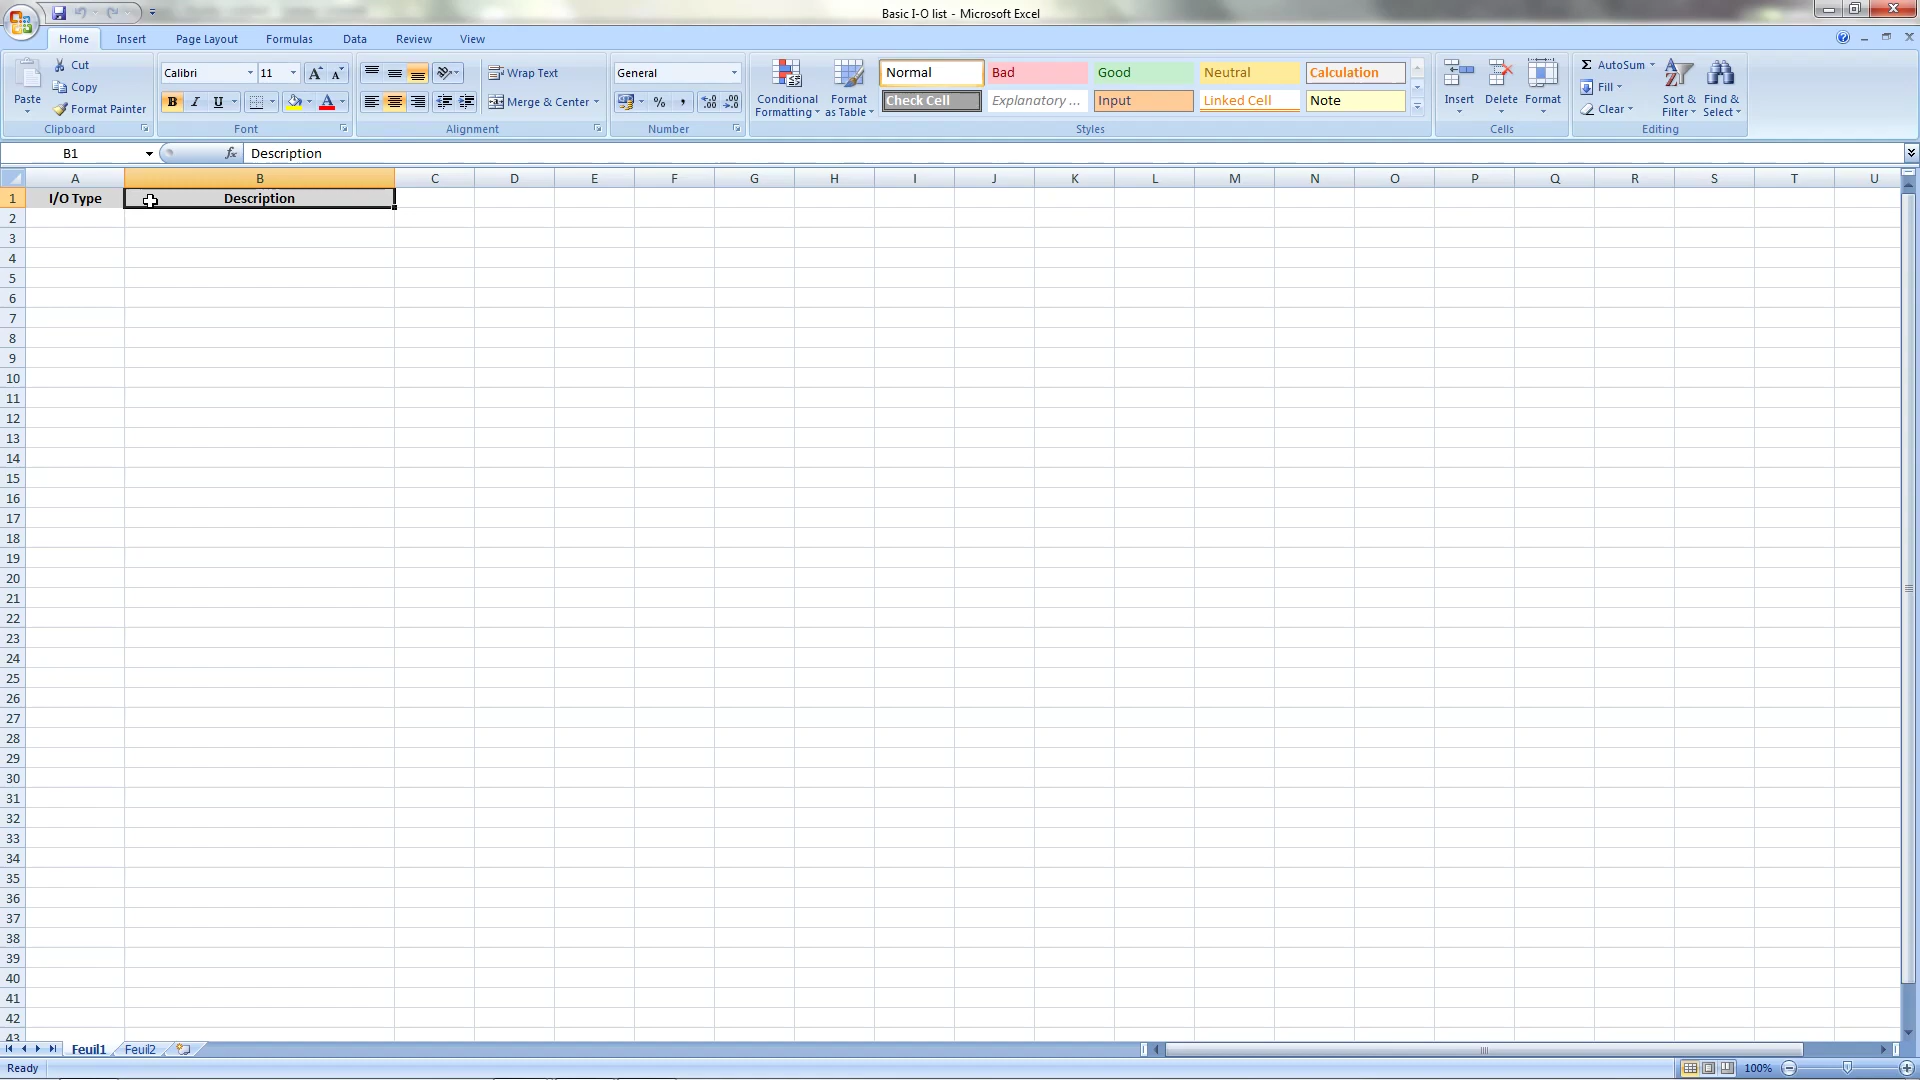 Basic I-O list - Microsoft Excel
Home Insert Page Layout Formulas Data Review View
Cut
Copy
Format Painter
Paste
Clipboard
Calibri 11
B I U
Font
Wrap Text
Merge & Center
Alignment
General
% ,
Number
Conditional Formatting
Format as Table
Normal Bad Good Neutral Calculation
Check Cell Explanatory ... Input Linked Cell Note
Styles
Insert Delete Format
Cells
Σ AutoSum
Fill
Clear
Sort & Filter
Find & Select
Editing
B1 fx Description
A B C D E F G H I J K L M N O P Q R S T U
1 I/O Type Description
2
3
4
5
6
7
8
9
10
11
12
13
14
15
16
17
18
19
20
21
22
23
24
25
26
27
28
29
30
31
32
33
34
35
36
37
38
39
40
41
42
43
Feuil1 Feuil2
Ready 100%